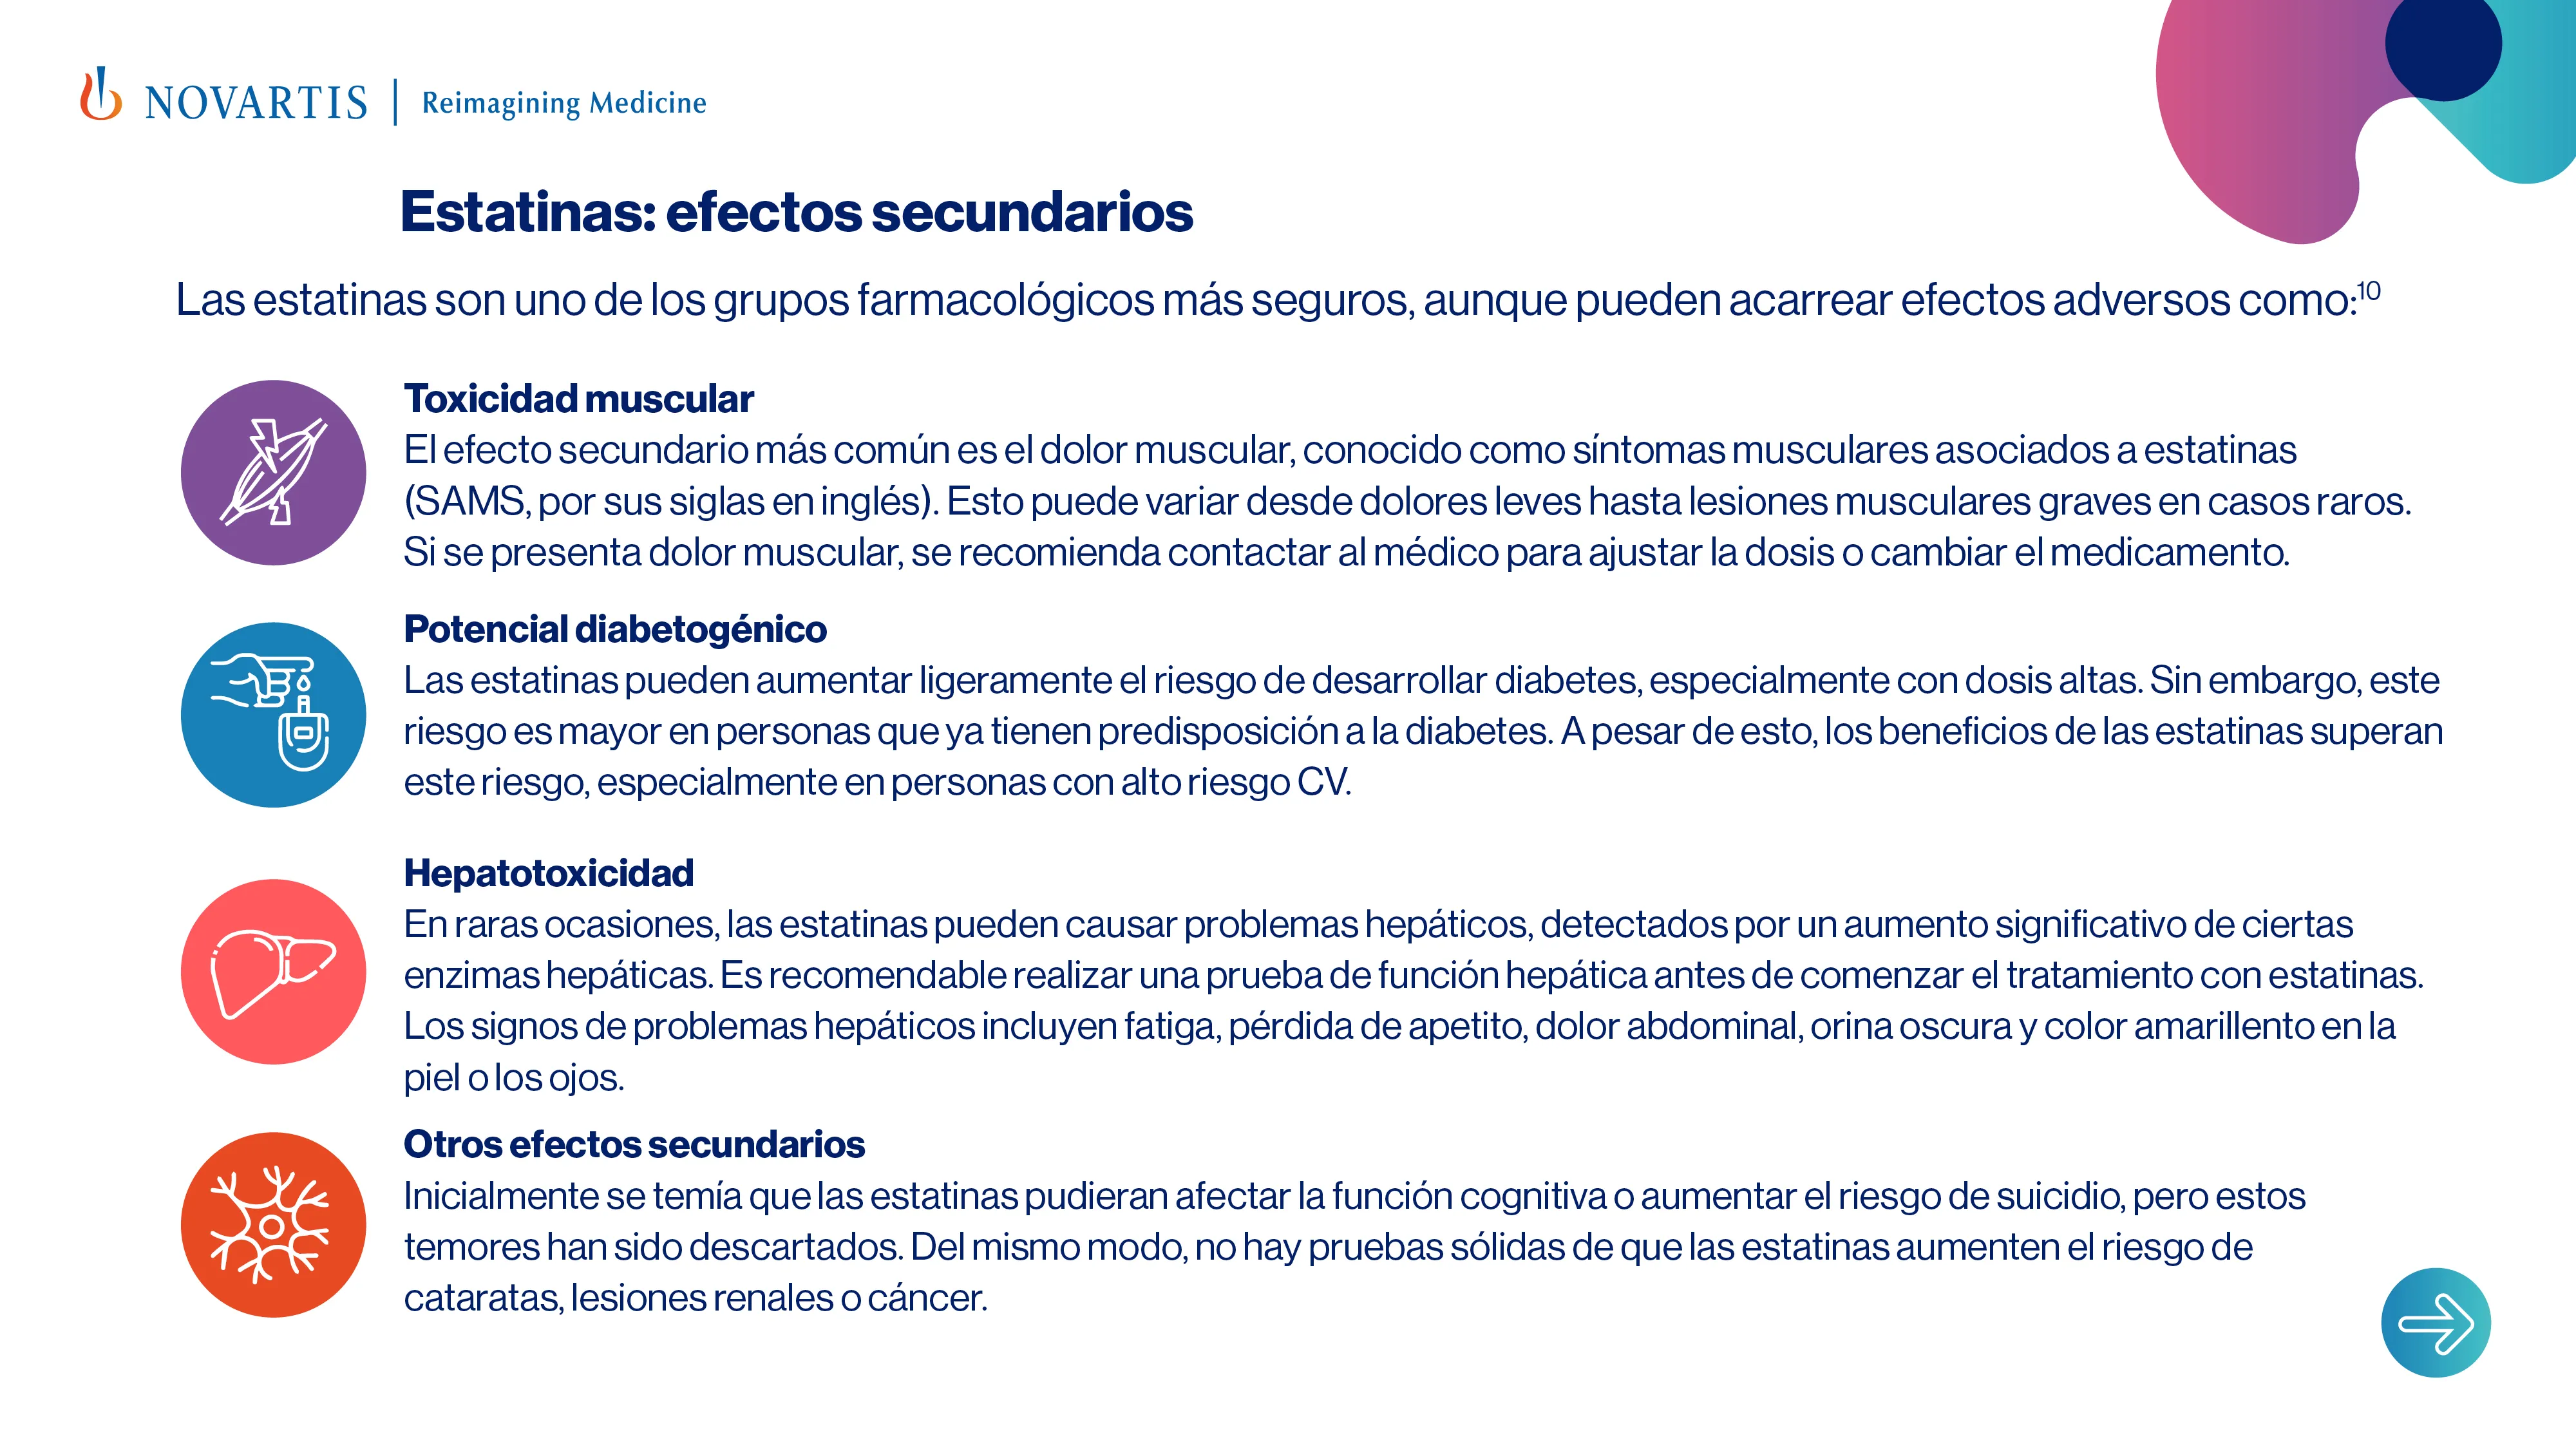 NOVARTIS | Reimagining Medicine
Estatinas: efectos secundarios
Las estatinas son uno de los grupos farmacológicos más seguros, aunque pueden acarrear efectos adversos como:10
Toxicidad muscular
El efecto secundario más común es el dolor muscular, conocido como síntomas musculares asociados a estatinas
(SAMS, por sus siglas en inglés). Esto puede variar desde dolores leves hasta lesiones musculares graves en casos raros.
Si se presenta dolor muscular, se recomienda contactar al médico para ajustar la dosis o cambiar el medicamento.
Potencial diabetogénico
Las estatinas pueden aumentar ligeramente el riesgo de desarrollar diabetes, especialmente con dosis altas. Sin embargo, este
riesgo es mayor en personas que ya tienen predisposición a la diabetes. A pesar de esto, los beneficios de las estatinas superan
este riesgo, especialmente en personas con alto riesgo CV.
Hepatotoxicidad
En raras ocasiones, las estatinas pueden causar problemas hepáticos, detectados por un aumento significativo de ciertas
enzimas hepáticas. Es recomendable realizar una prueba de función hepática antes de comenzar el tratamiento con estatinas.
Los signos de problemas hepáticos incluyen fatiga, pérdida de apetito, dolor abdominal, orina oscura y color amarillento en la
piel o los ojos.
Otros efectos secundarios
Inicialmente se temía que las estatinas pudieran afectar la función cognitiva o aumentar el riesgo de suicidio, pero estos
temores han sido descartados. Del mismo modo, no hay pruebas sólidas de que las estatinas aumenten el riesgo de
cataratas, lesiones renales o cáncer.